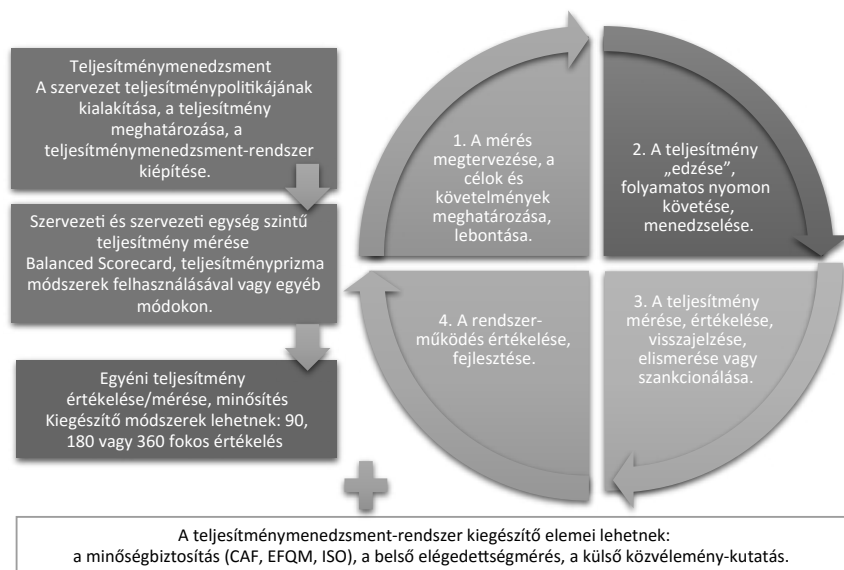 Teljesítménymenedzsment
A szervezet teljesítménypolitikájának
kialakítása, a teljesítmény
meghatározása, a
teljesítménymenedzsment-rendszer
kiépítése.
Szervezeti és szervezeti egység szintű
teljesítmény mérése
Balanced Scorecard, teljesítményprizma
módszerek felhasználásával vagy egyéb
módokon.
Egyéni teljesítmény
értékelése/mérése, minősítés
Kiegészítő módszerek lehetnek: 90,
180 vagy 360 fokos értékelés
1. A mérés
megtervezése, a
célok és
követelmények
meghatározása,
lebontása.
2. A teljesítmény
„edzése”,
folyamatos nyomon
követése,
menedzselése.
3. A teljesítmény
mérése, értékelése,
visszajelzése,
elismerése vagy
szankcionálása.
4. A rendszer-
működés értékelése,
fejlesztése.
A teljesítménymenedzsment-rendszer kiegészítő elemei lehetnek:
a minőségbiztosítás (CAF, EFQM, ISO), a belső elégedettségmérés, a külső közvélemény-kutatás.